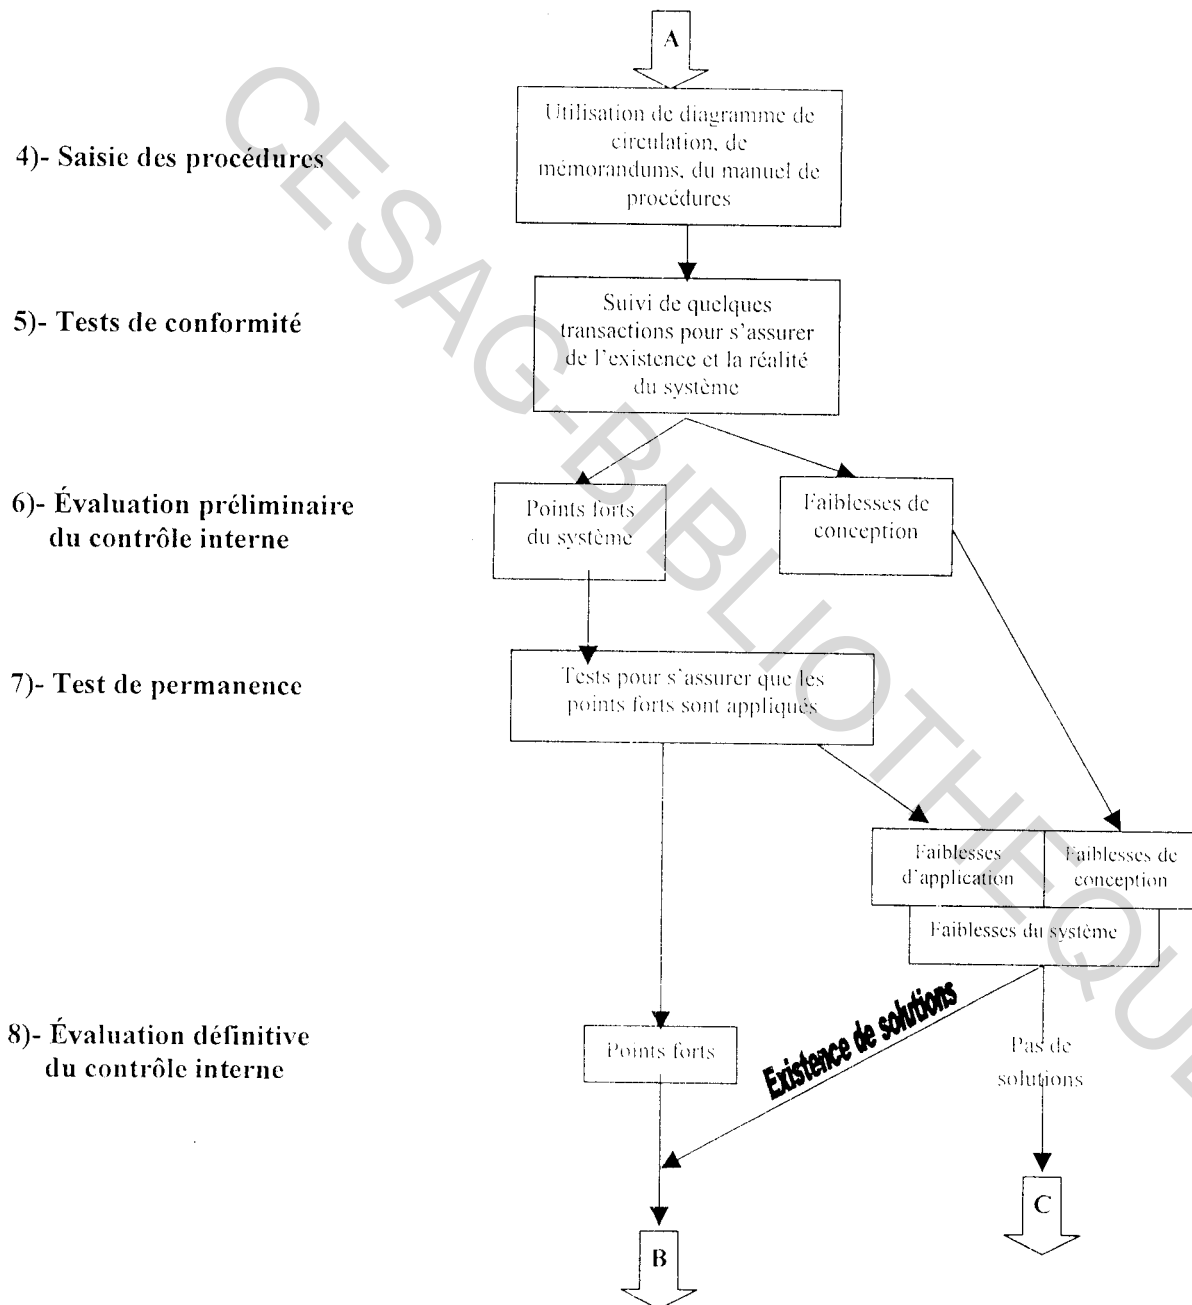 A
Utilisation de diagramme de
circulation, de
mémorandums, du manuel de
procédures
4)- Saisie des procédures
5)- Tests de conformité
Suivi de quelques
transactions pour s'assurer
de l'existence et la réalité
du système
6)- Évaluation préliminaire
du contrôle interne
Points forts
du système
Faiblesses de
conception
7)- Test de permanence
Tests pour s'assurer que les
points forts sont appliqués
Faiblesses
d'application
Faiblesses de
conception
Faiblesses du système
8)- Évaluation définitive
du contrôle interne
Points forts
Existence de solutions
Pas de
solutions
B
C
CESAG-BIBLIOTHEQUE